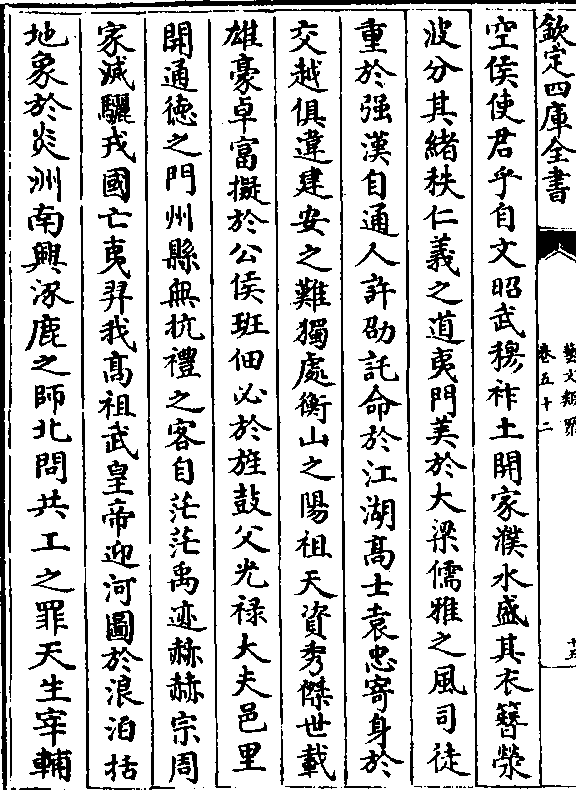 欽定四庫全書
藝文類聚
卷五十二
空侯使君乎自文昭武穆祚土開家濮水盛其衣簪滎
波分其緒秩仁義之道夷門美於大梁儒雅之風司徒
重於强漢自通人許劭託命於江湖高士袁忠寄身於
交越俱違建安之難獨處衡山之陽祖天資秀傑世載
雄豪卓富擬於公侯班佃必於旌鼓父光禄大夫邑里
開通徳之門州縣無抗禮之客自茫茫禹迹赫赫宗周
家滅驪戎國亡夷羿我髙祖武皇帝迎河圖於浪泊括
地象於炎洲南興涿鹿之師北問共工之罪天生宰輔